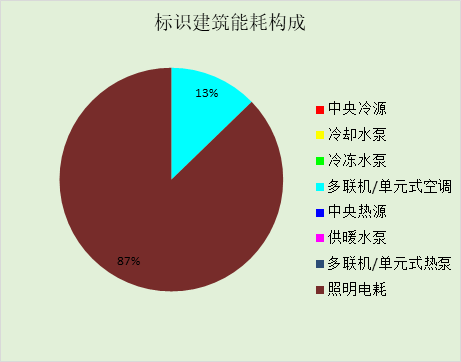 标识建筑能耗构成
13%
87%
中央冷源
冷却水泵
冷冻水泵
多联机/单元式空调
中央热源
供暖水泵
多联机/单元式热泵
照明电耗